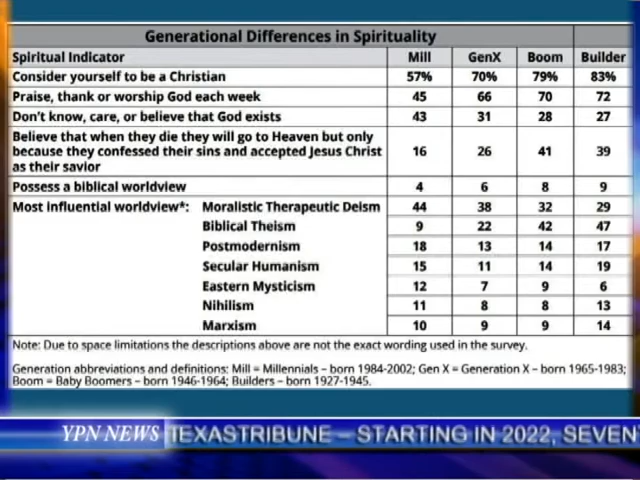 Generational Differences in Spirituality
Spiritual Indicator Mill GenX Boom Builder
Consider yourself to be a Christian 57% 70% 79% 83%
Praise, thank or worship God each week 45 66 70 72
Don't know, care, or believe that God exists 43 31 28 27
Believe that when they die they will go to Heaven but only
because they confessed their sins and accepted Jesus Christ 16 26 41 39
as their savior
Possess a biblical worldview 4 6 8 9
Most influential worldview*: Moralistic Therapeutic Deism 44 38 32 29
Biblical Theism 9 22 42 47
Postmodernism 18 13 14 17
Secular Humanism 15 11 14 19
Eastern Mysticism 12 7 9 6
Nihilism 11 8 8 13
Marxism 10 9 9 14
Note: Due to space limitations the descriptions above are not the exact wording used in the survey.
Generation abbreviations and definitions: Mill = Millennials – born 1984-2002; Gen X = Generation X – born 1965-1983;
Boom = Baby Boomers – born 1946-1964; Builders – born 1927-1945.
YPN NEWS TEXASTRIBUNE – STARTING IN 2022, SEVEN